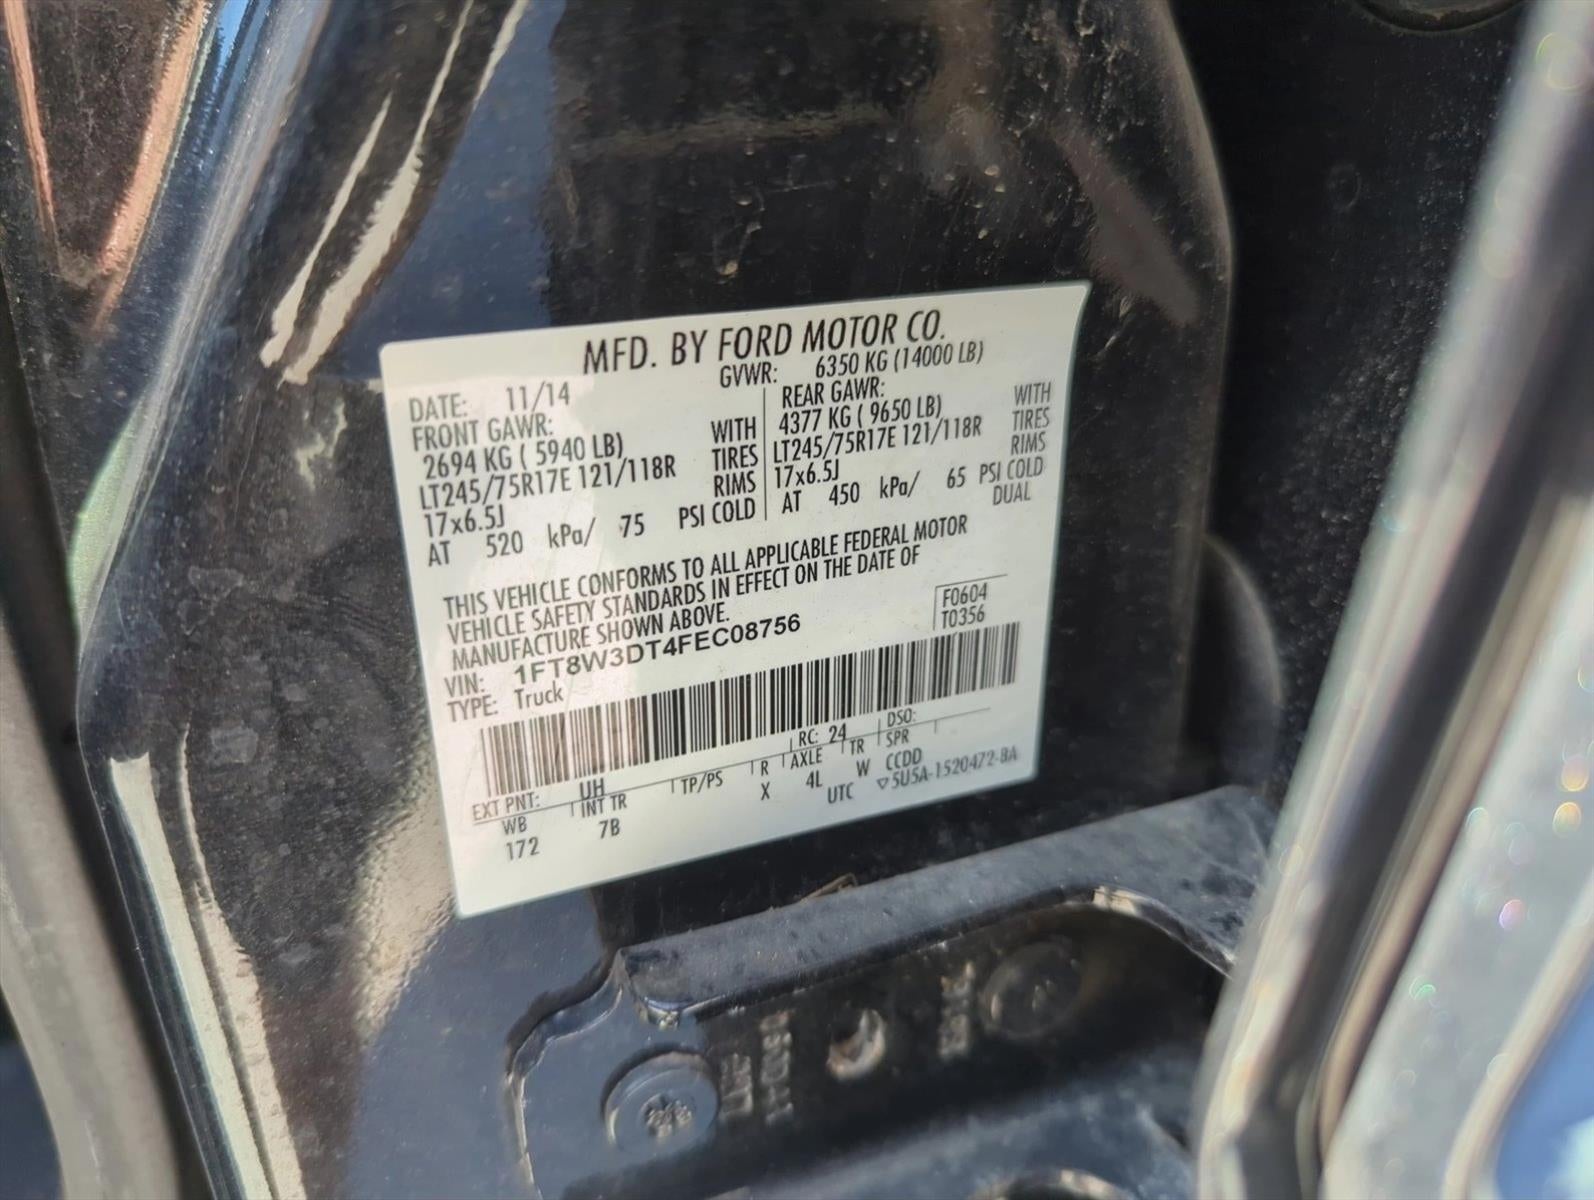 MFD. BY FORD MOTOR CO.
DATE: 11/14 GVWR: 6350 KG (14000 LB)
FRONT GAWR: REAR GAWR:
2694 KG ( 5940 LB) WITH 4377 KG ( 9650 LB) WITH
LT245/75R17E 121/118R TIRES LT245/75R17E 121/118R TIRES
17x6.5J RIMS 17x6.5J RIMS
AT 520 kPa/ 75 PSI COLD AT 450 kPa/ 65 PSI COLD
DUAL
THIS VEHICLE CONFORMS TO ALL APPLICABLE FEDERAL MOTOR
VEHICLE SAFETY STANDARDS IN EFFECT ON THE DATE OF
MANUFACTURE SHOWN ABOVE.
F0604
T0356
VIN: 1FT8W3DT4FEC08756
TYPE: Truck
EXT PNT: UH RC: 24 DSO:
WB INT TR TP/PS R AXLE TR SPR
172 7B X 4L W CCDD
UTC ▽5U5A-1520472-BA